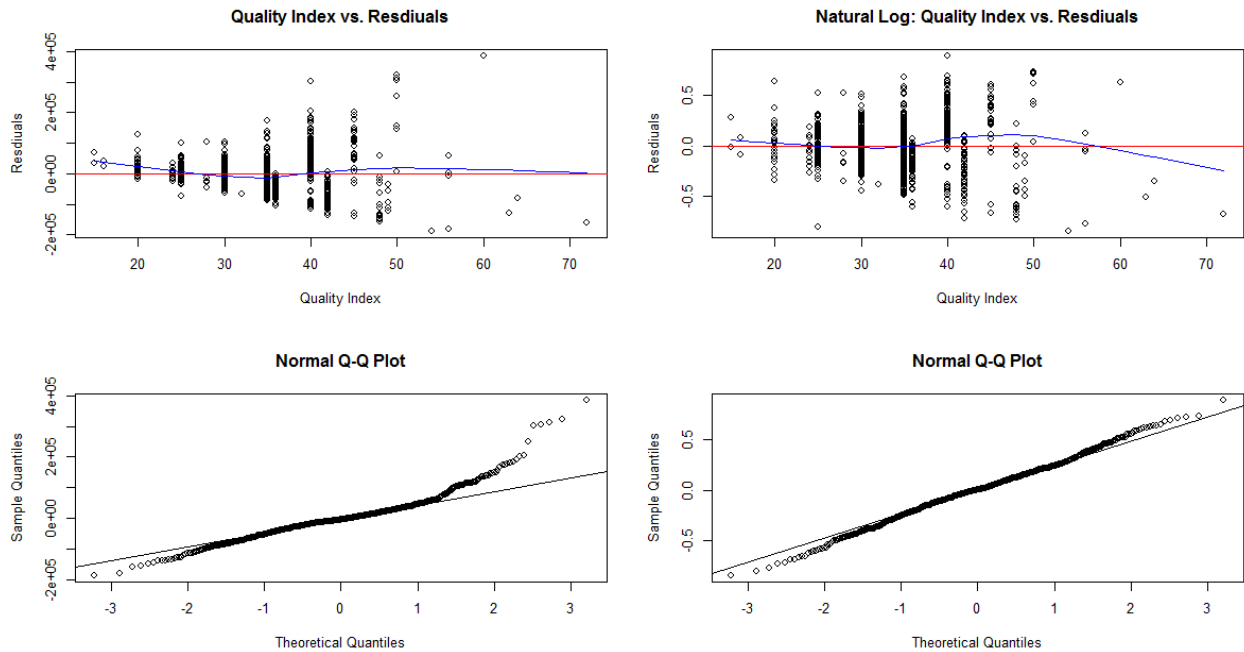 Quality Index vs. Resdiuals
Resdiuals
-2e+05 0e+00 2e+05 4e+05
20 30 40 50 60 70
Quality Index
Natural Log: Quality Index vs. Resdiuals
Resdiuals
-0.5 0.0 0.5
20 30 40 50 60 70
Quality Index
Normal Q-Q Plot
Sample Quantiles
-2e+05 0e+00 2e+05 4e+05
-3 -2 -1 0 1 2 3
Theoretical Quantiles
Normal Q-Q Plot
Sample Quantiles
-0.5 0.0 0.5
-3 -2 -1 0 1 2 3
Theoretical Quantiles